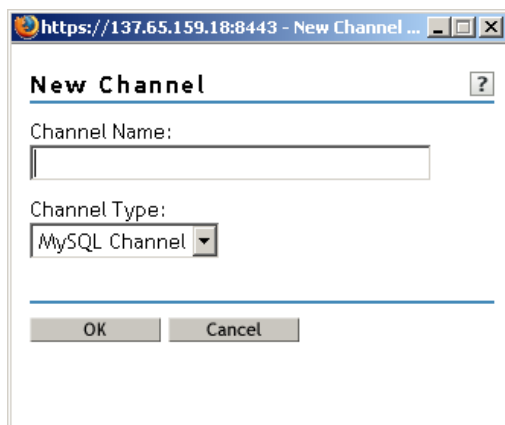 https://137.65.159.18:8443 - New Channel ...
New Channel
?
Channel Name:
Channel Type:
MySQL Channel
OK
Cancel